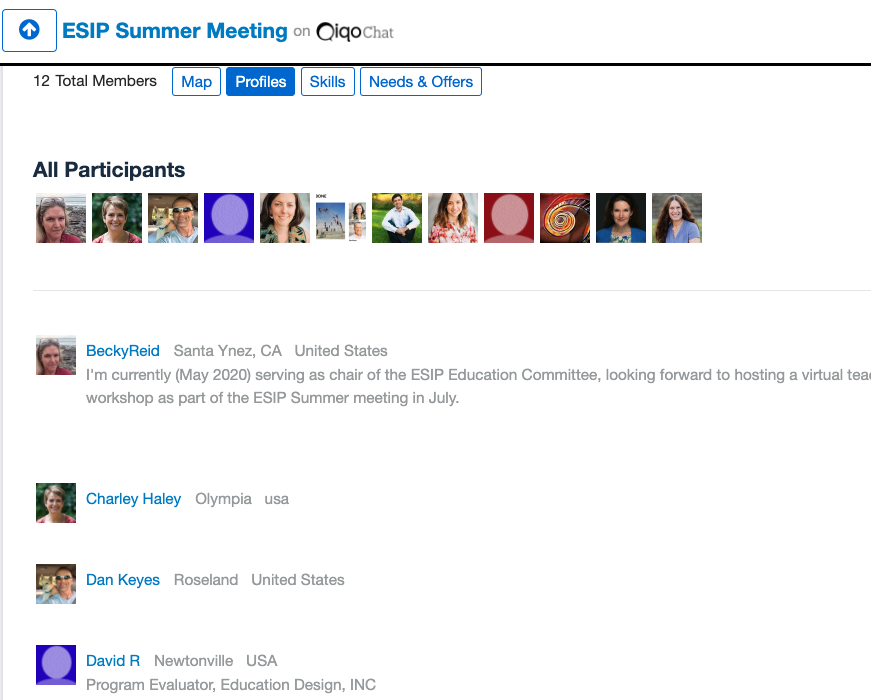 ESIP Summer Meeting on QiqoChat
12 Total Members Map Profiles Skills Needs & Offers
All Participants
DONE
BeckyReid Santa Ynez, CA United States
I'm currently (May 2020) serving as chair of the ESIP Education Committee, looking forward to hosting a virtual
workshop as part of the ESIP Summer meeting in July.
Charley Haley Olympia usa
Dan Keyes Roseland United States
David R Newtonville USA
Program Evaluator, Education Design, INC